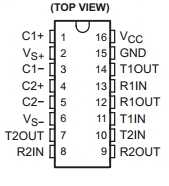 (TOP VIEW)
C1+ 1 16 VCC
VS+ 2 15 GND
C1− 3 14 T1OUT
C2+ 4 13 R1IN
C2− 5 12 R1OUT
VS− 6 11 T1IN
T2OUT 7 10 T2IN
R2IN 8 9 R2OUT